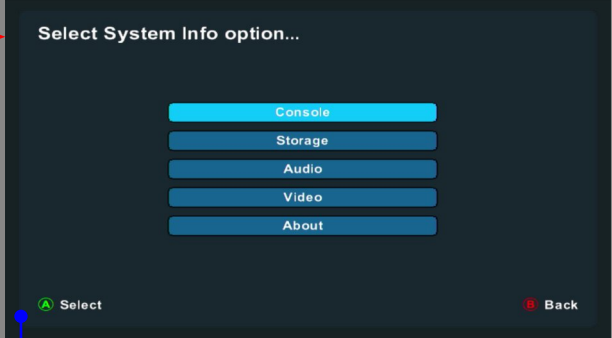 Select System Info option...
Console
Storage
Audio
Video
About
A Select
B Back